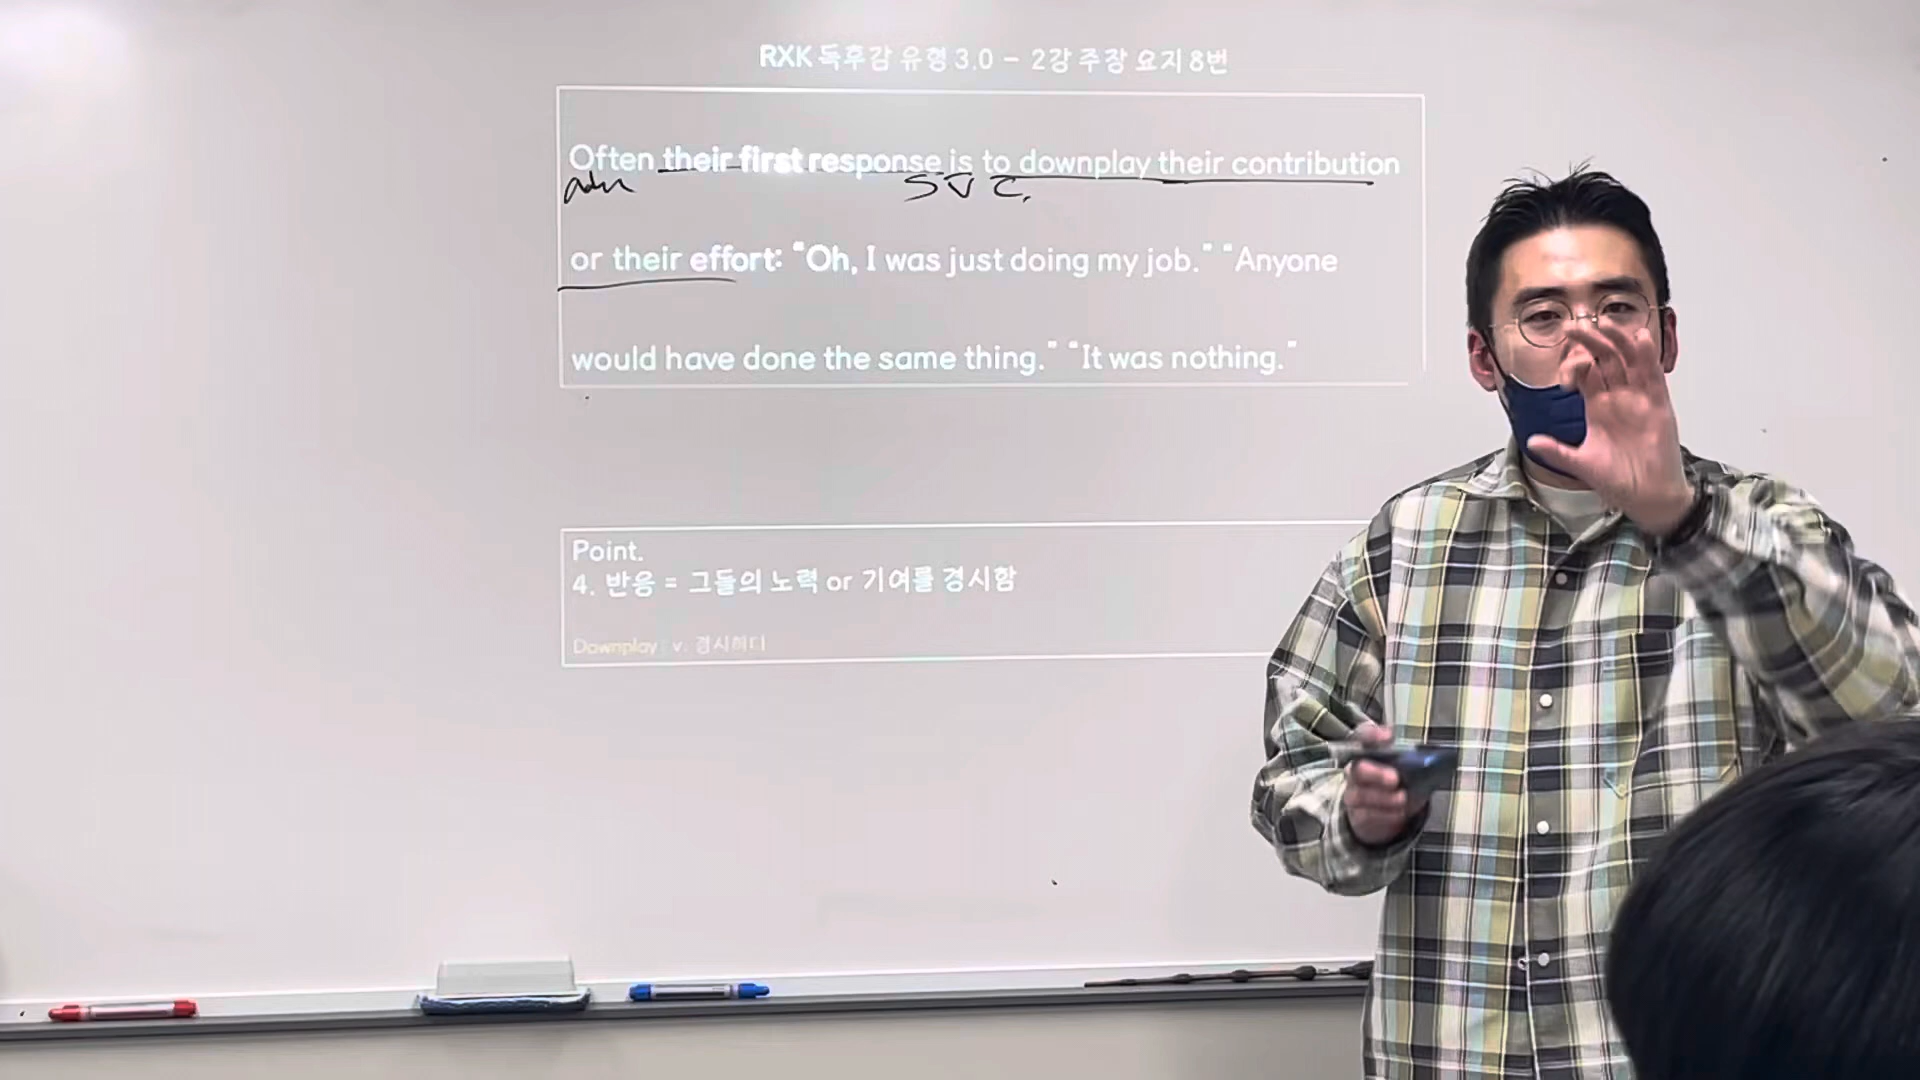 RXK 독후감 유형 3.0 - 2강 주장 요지 8번
Often their first response is to downplay their contribution
adv
S V C.
or their effort: "Oh, I was just doing my job." "Anyone
would have done the same thing." "It was nothing."
Point.
4. 반응 = 그들의 노력 or 기여를 경시함
Downplay : v. 경시하다